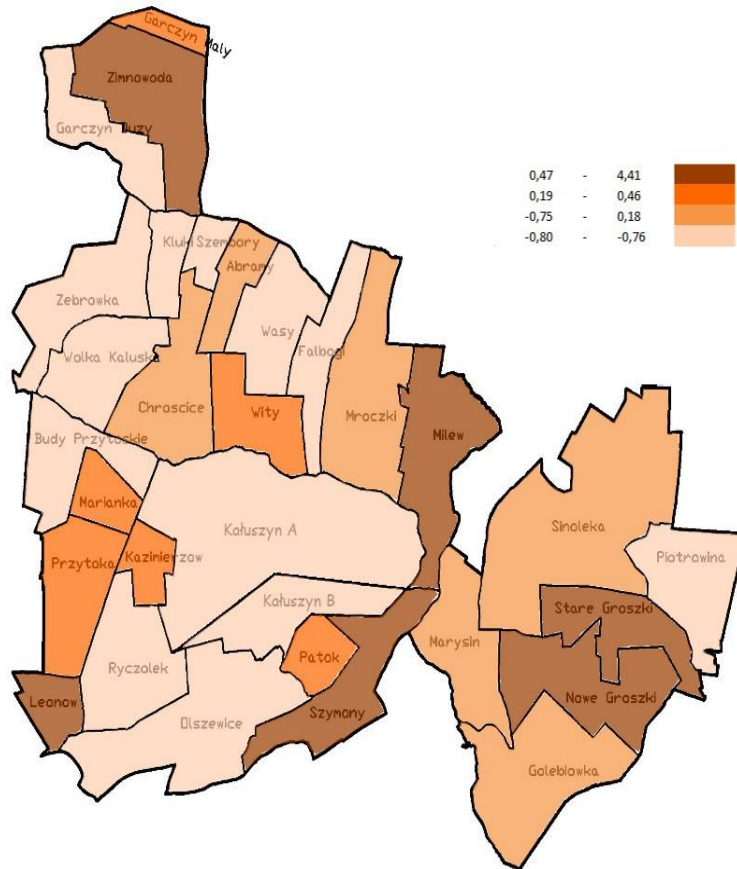 Garczyn Maly
Zimnowoda
Garczyn Duzy
0,47 - 4,41
0,19 - 0,46
-0,75 - 0,18
-0,80 - -0,76
Kluki
Szembory
Abramy
Zebrowka
Wasy
Falbogi
Wolka Kaluska
Chroscice
Wity
Mroczki
Milew
Budy Przytockie
Marianka
Kałuszyn A
Sinoleka
Przytoka
Kazimierzow
Piotrowina
Kałuszyn B
Stare Groszki
Marysin
Patok
Ryczolek
Leonow
Szymony
Nowe Groszki
Olszewice
Golebiowka